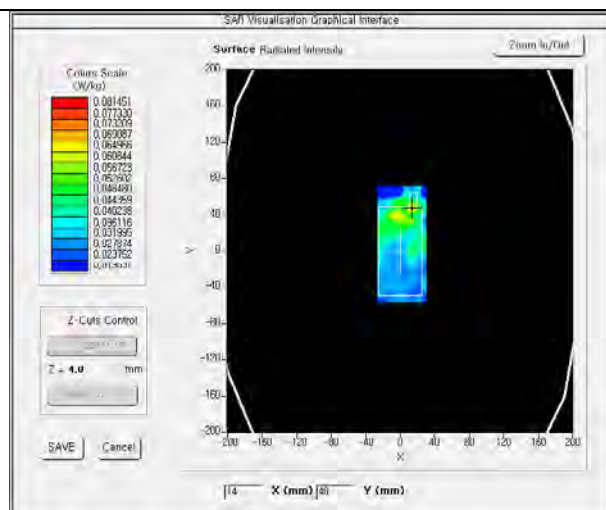 SAR Visualisation Graphical Interface
Surface Radiated Intensity
Zoom In/Out
Colors Scale
(W/kg)
0.081451
0.077330
0.073209
0.069087
0.064966
0.060844
0.056723
0.052602
0.048480
0.044359
0.040238
0.036116
0.031995
0.027874
0.023752
Z-Cuts Control
Z = 4.0 mm
SAVE Cancel
200
160
120
80
40
0
-40
-80
-120
-160
-200
Y
-200 -160 -120 -80 -40 0 40 80 120 160 200
X
14 X (mm) Y (mm)